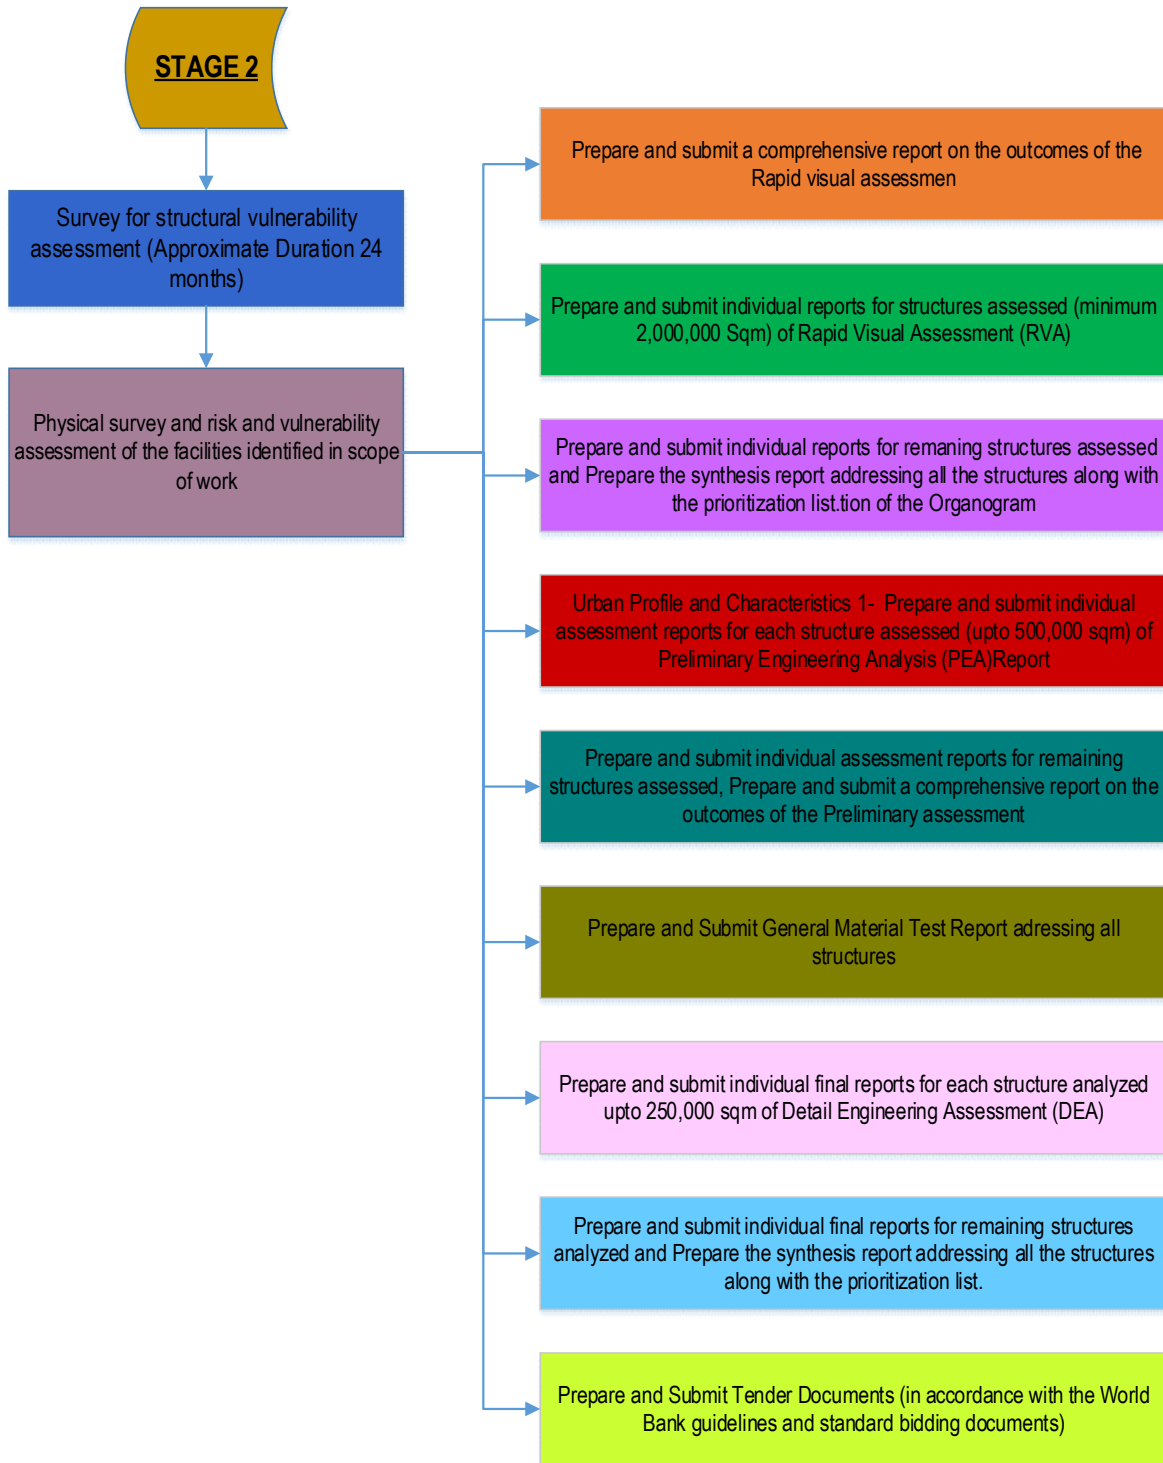 STAGE 2
Survey for structural vulnerability
assessment (Approximate Duration 24
months)
Physical survey and risk and vulnerability
assessment of the facilities identified in scope
of work
Prepare and submit a comprehensive report on the outcomes of the
Rapid visual assessmen
Prepare and submit individual reports for structures assessed (minimum
2,000,000 Sqm) of Rapid Visual Assessment (RVA)
Prepare and submit individual reports for remaning structures assessed
and Prepare the synthesis report addressing all the structures along with
the prioritization list.tion of the Organogram
Urban Profile and Characteristics 1- Prepare and submit individual
assessment reports for each structure assessed (upto 500,000 sqm) of
Preliminary Engineering Analysis (PEA)Report
Prepare and submit individual assessment reports for remaining
structures assessed, Prepare and submit a comprehensive report on the
outcomes of the Preliminary assessment
Prepare and Submit General Material Test Report adressing all
structures
Prepare and submit individual final reports for each structure analyzed
upto 250,000 sqm of Detail Engineering Assessment (DEA)
Prepare and submit individual final reports for remaining structures
analyzed and Prepare the synthesis report addressing all the structures
along with the prioritization list.
Prepare and Submit Tender Documents (in accordance with the World
Bank guidelines and standard bidding documents)